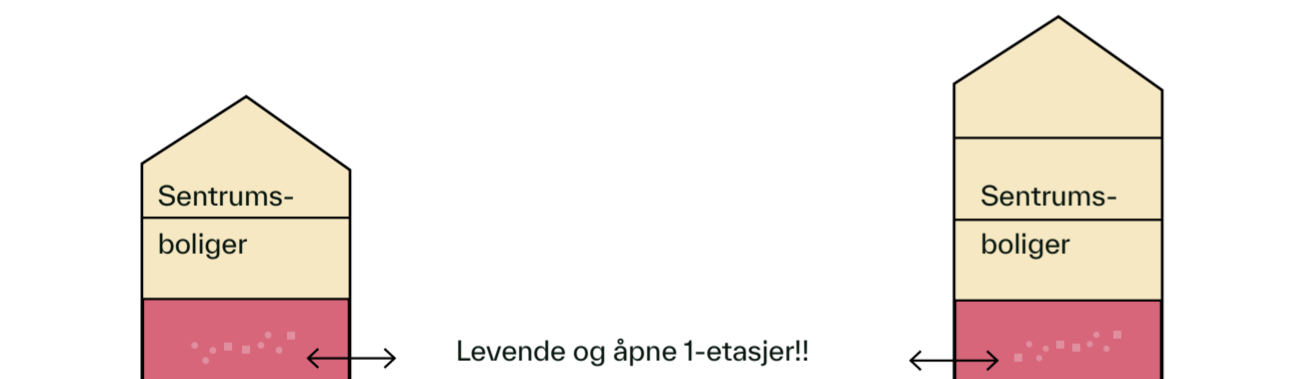 Sentrums-
boliger
Sentrums-
boliger
Levende og åpne 1-etasjer!!